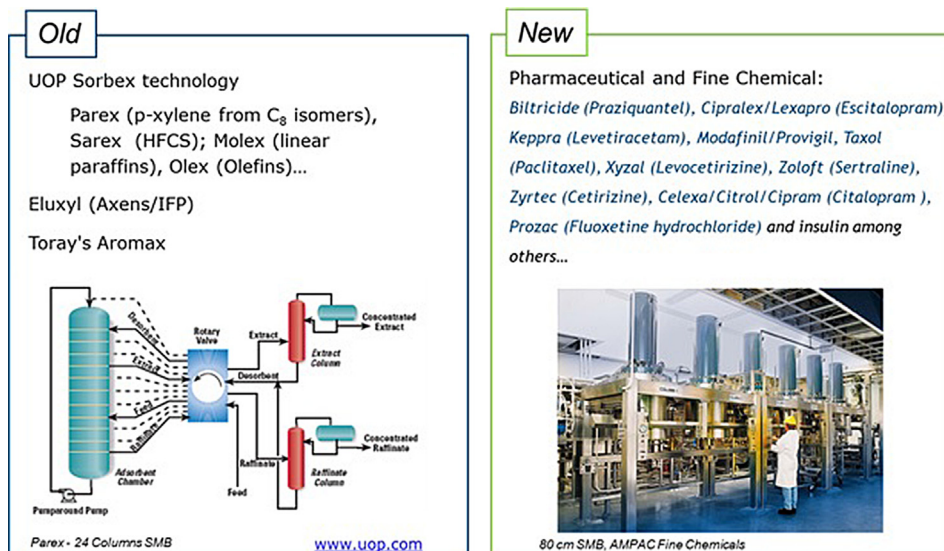 Old
UOP Sorbex technology
Parex (p-xylene from C₈ isomers),
Sarex (HFCS); Molex (linear
paraffins), Olex (Olefins)...
Eluxyl (Axens/IFP)
Toray's Aromax
Desorbent
Extract
Feed
Raffinate
Adsorbent
Chamber
Pumparound Pump
Rotary
Valve
Extract
Desorbent
Raffinate
Feed
Extract
Column
Concentrated
Extract
Raffinate
Column
Concentrated
Raffinate
Parex - 24 Columns SMB
www.uop.com
New
Pharmaceutical and Fine Chemical:
Biltricide (Praziquantel), Cipralex/Lexapro (Escitalopram)
Keppra (Levetiracetam), Modafinil/Provigil, Taxol
(Paclitaxel), Xyzal (Levocetirizine), Zoloft (Sertraline),
Zyrtec (Cetirizine), Celexa/Citrol/Cipram (Citalopram ),
Prozac (Fluoxetine hydrochloride) and insulin among
others...
80 cm SMB, AMPAC Fine Chemicals